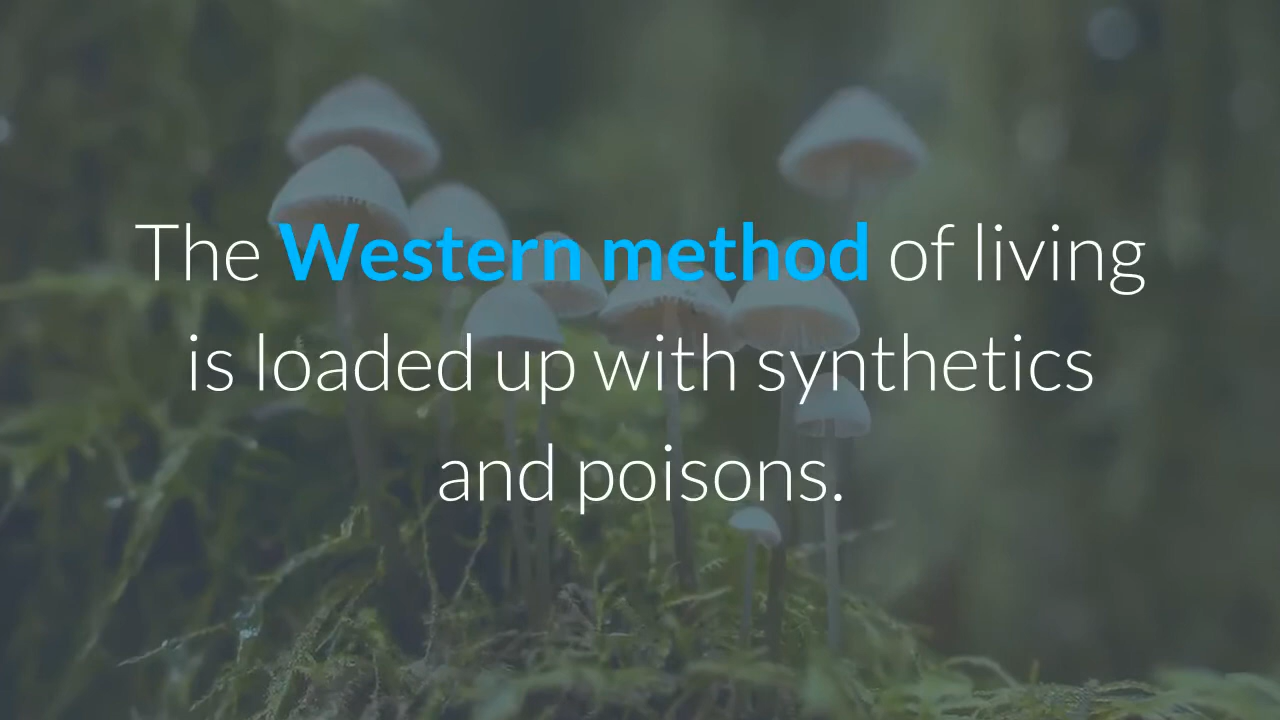 The Western method of living
is loaded up with synthetics
and poisons.